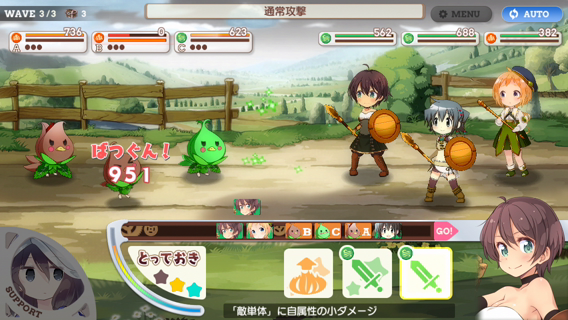 WAVE 3/3 3
通常攻撃
MENU
AUTO
736
0
623
562
688
382
A
B
C
ばつぐん!
951
B C A
GO!
とっておき
SUPPORT
「敵単体」に自属性の小ダメージ